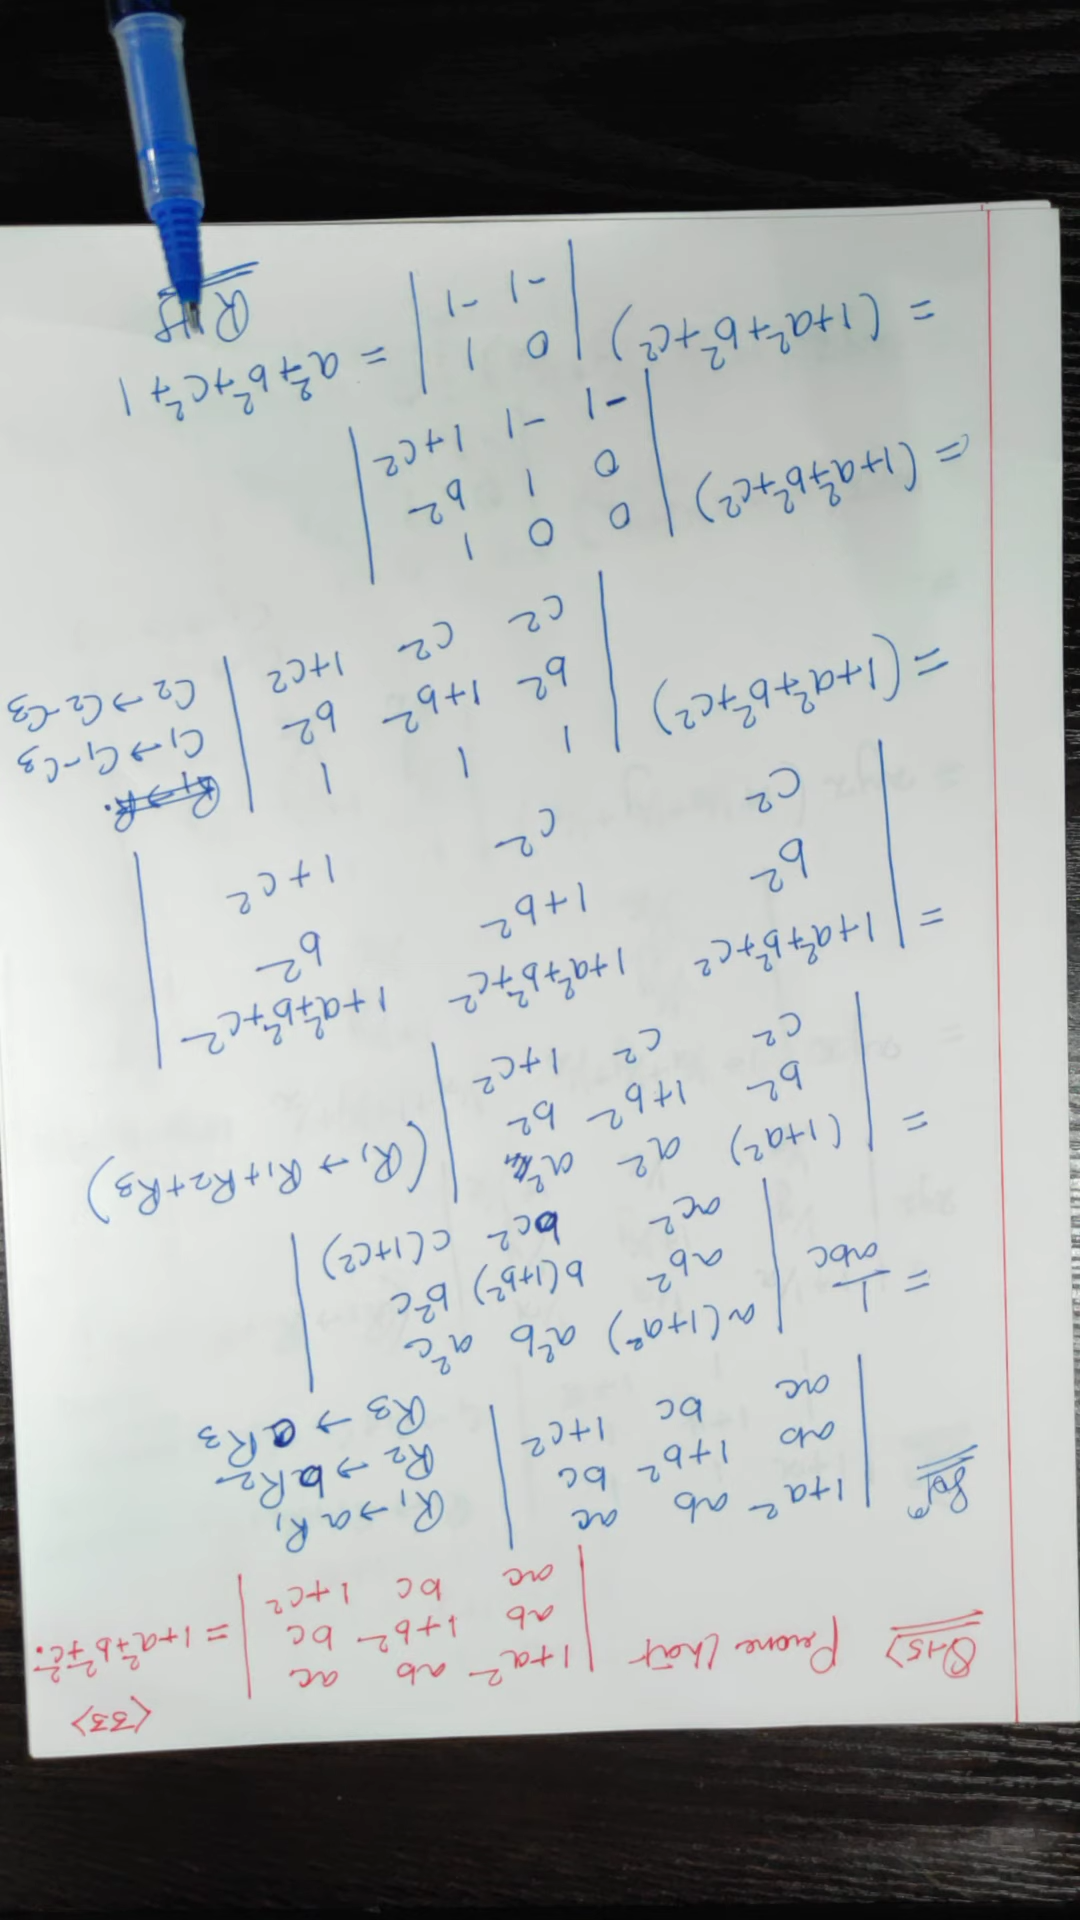 <33>
Q15> Prove that | 1+a² ab ac | = 1+a²+b²+c².
| ab 1+b² bc |
| ac bc 1+c² |
Solⁿ | 1+a² ab ac | R₁→aR₁
| ab 1+b² bc | R₂→bR₂
| ac bc 1+c² | R₃→aR₃
= 1/abc | a(1+a²) a²b a²c |
| ab² b(1+b²) b²c |
| ac² bc² c(1+c²) |
= | (1+a²) a² a² |
| b² 1+b² b² | (R₁→R₁+R₂+R₃)
| c² c² 1+c² |
= | 1+a²+b²+c² 1+a²+b²+c² 1+a²+b²+c² |
| b² 1+b² b² |
| c² c² 1+c² |
= (1+a²+b²+c²) | 1 1 1 | R₁→R.
| b² 1+b² b² | C₁→C₁-C₃
| c² c² 1+c² | C₂→C₂-C₃
= (1+a²+b²+c²) | 0 0 1 |
| 0 1 b² |
| -1 -1 1+c² |
= (1+a²+b²+c²) | 0 1 | = a²+b²+c²+1
| -1 -1 |